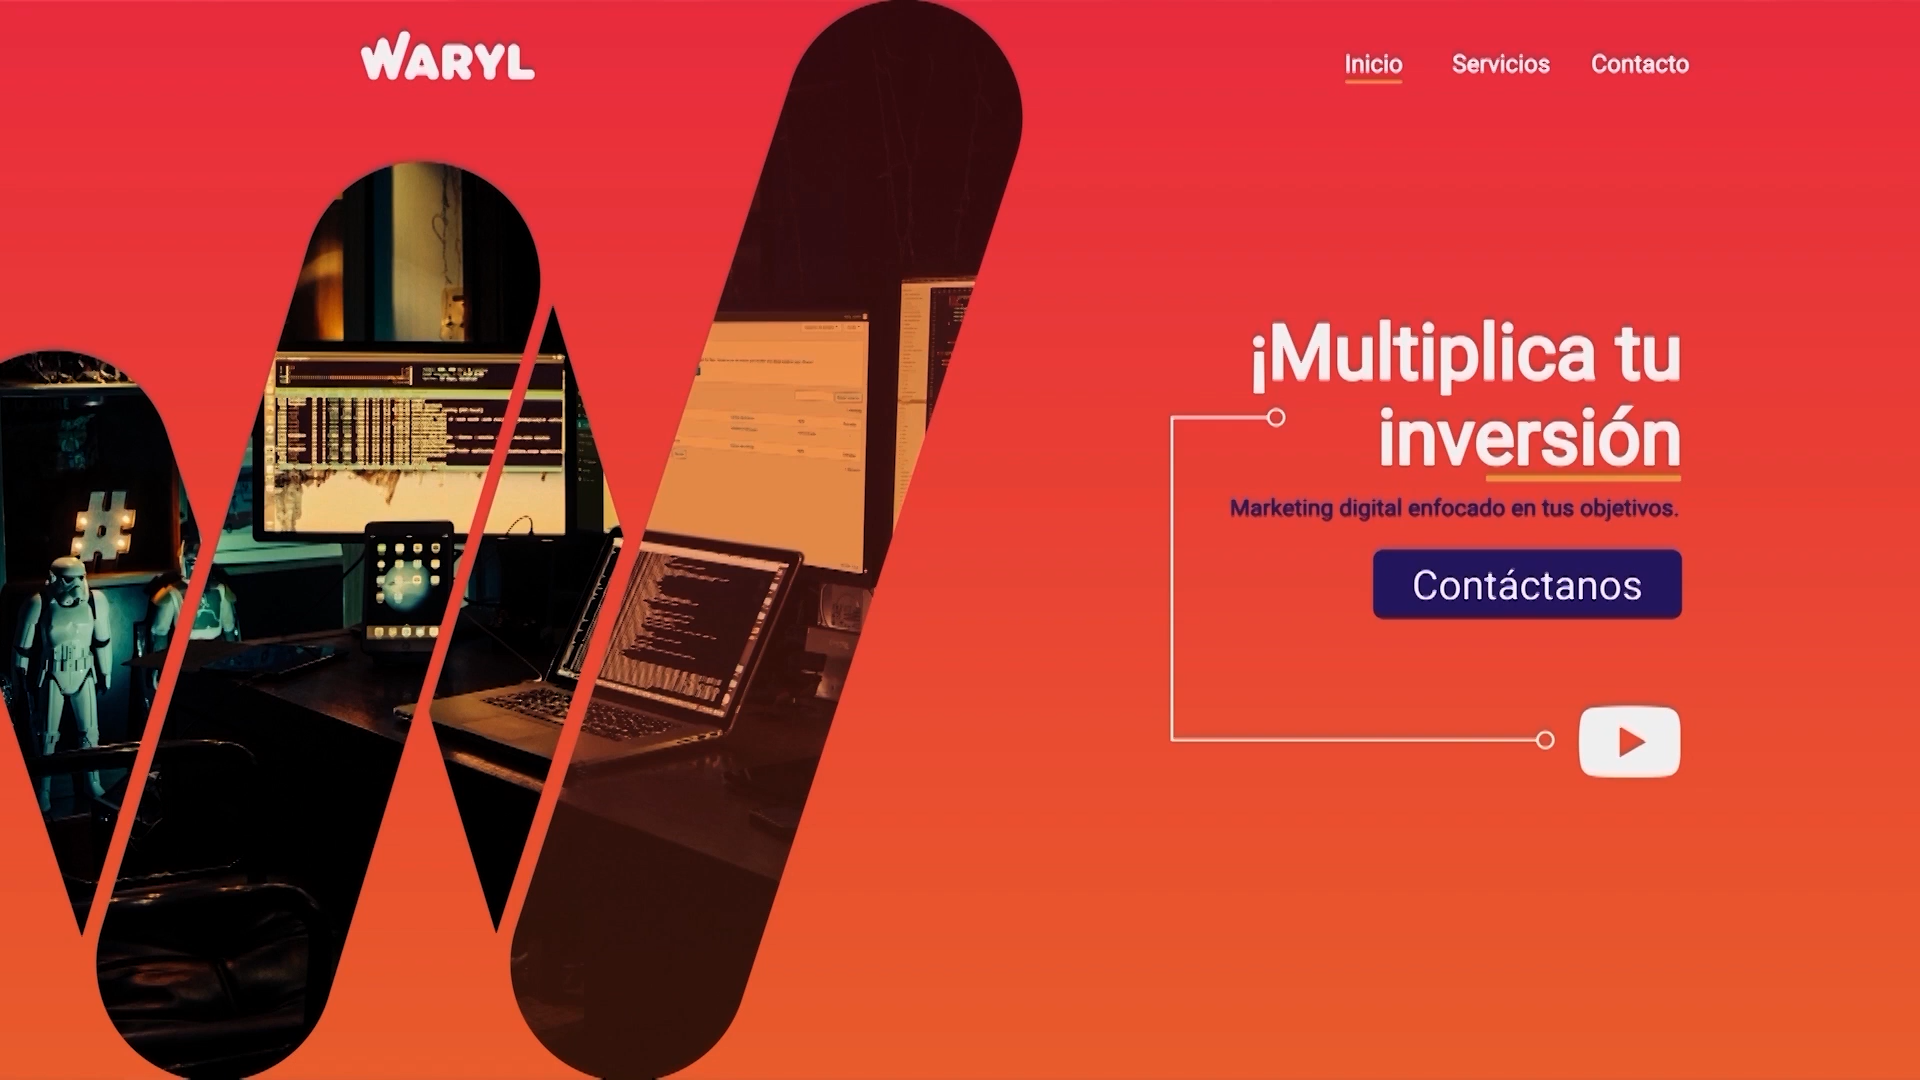 WARYL
Inicio Servicios Contacto
¡Multiplica tu
inversión
Marketing digital enfocado en tus objetivos.
Contáctanos
#